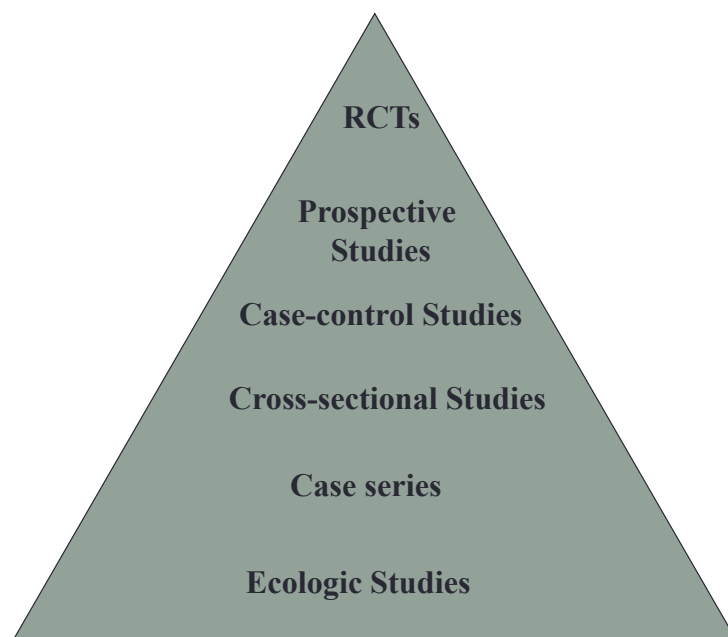 RCTs
Prospective
Studies
Case-control Studies
Cross-sectional Studies
Case series
Ecologic Studies